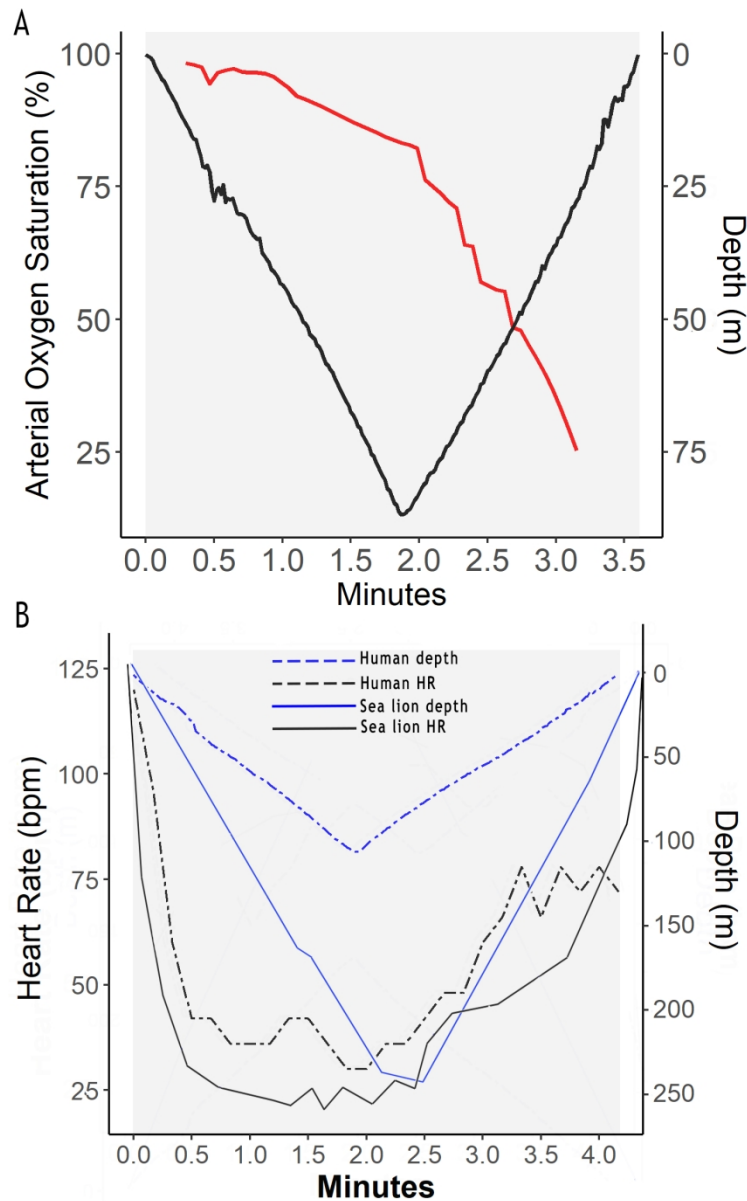 A
Arterial Oxygen Saturation (%)
100
75
50
25
0
25
50
75
Depth (m)
0.0 0.5 1.0 1.5 2.0 2.5 3.0 3.5
Minutes
B
Human depth
Human HR
Sea lion depth
Sea lion HR
Heart Rate (bpm)
125
100
75
50
25
0
50
100
150
200
250
Depth (m)
0.0 0.5 1.0 1.5 2.0 2.5 3.0 3.5 4.0
Minutes